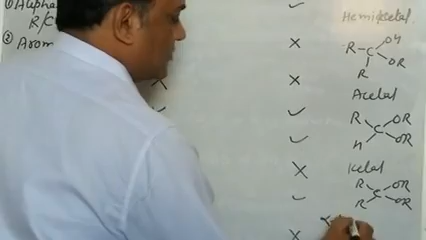 ① Alipha
R/C
② Arom
✓
✗
✗
✓
✓
✗
✓
✗
Hemiketal
R-C
OH
OR
R
Acetal
R
C
OR
H
OR
Ketal
R
C
OR
R
OR